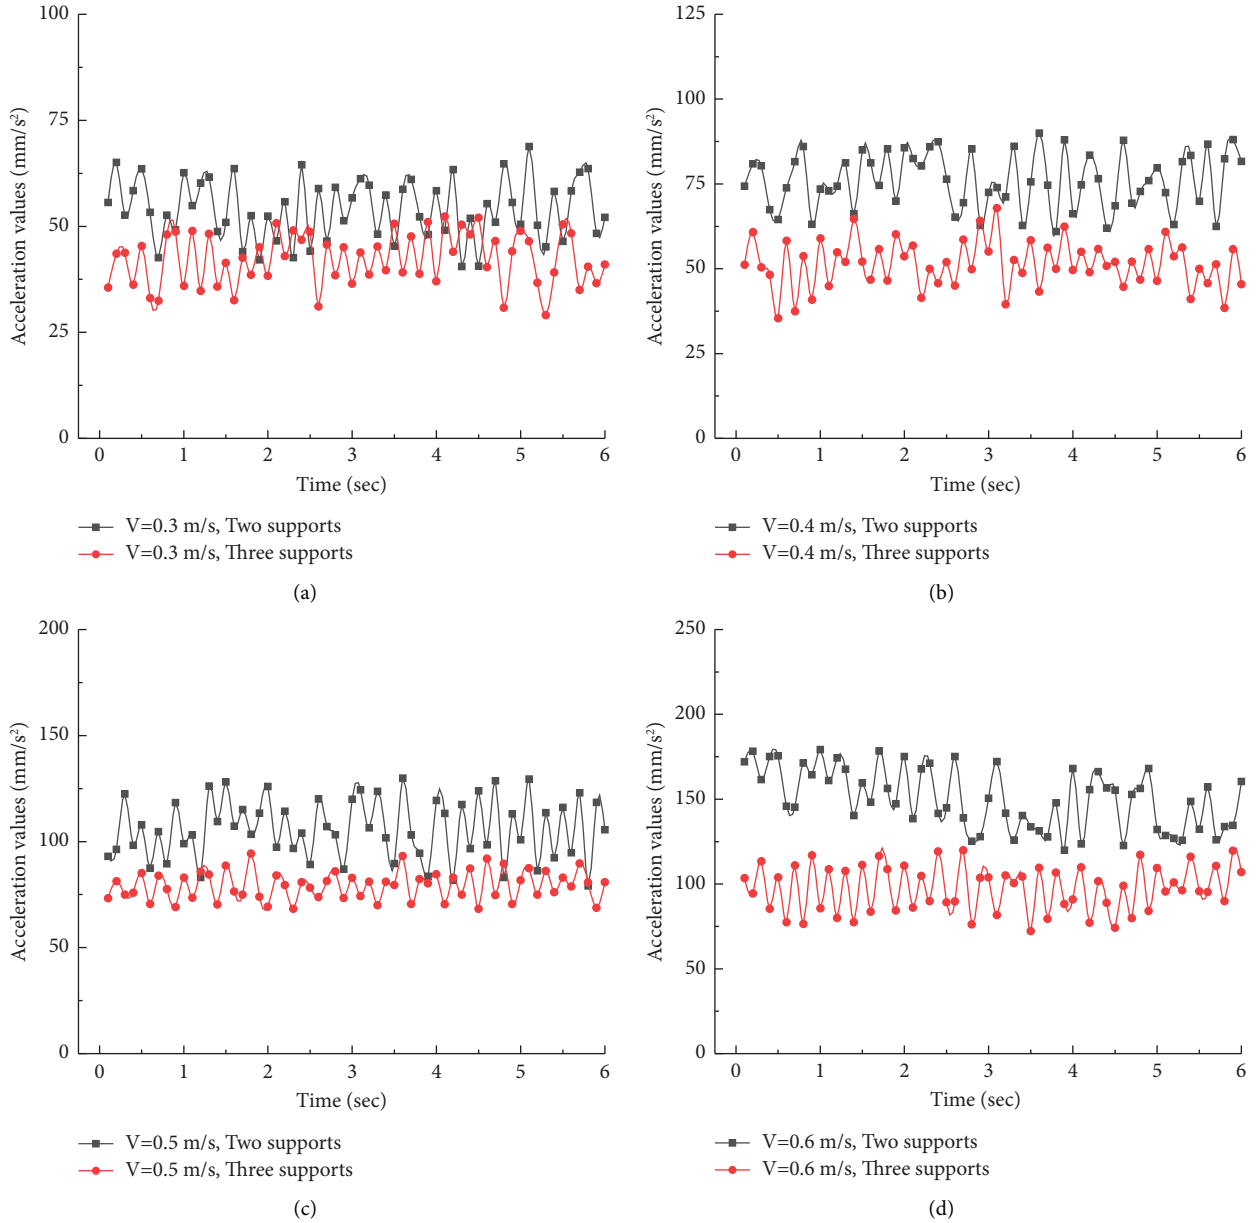 100
75
50
25
0
Acceleration values (mm/s²)
0 1 2 3 4 5 6
Time (sec)
V=0.3 m/s, Two supports
V=0.3 m/s, Three supports
(a)
125
100
75
50
25
0
Acceleration values (mm/s²)
0 1 2 3 4 5 6
Time (sec)
V=0.4 m/s, Two supports
V=0.4 m/s, Three supports
(b)
200
150
100
50
0
Acceleration values (mm/s²)
0 1 2 3 4 5 6
Time (sec)
V=0.5 m/s, Two supports
V=0.5 m/s, Three supports
(c)
250
200
150
100
50
0
Acceleration values (mm/s²)
0 1 2 3 4 5 6
Time (sec)
V=0.6 m/s, Two supports
V=0.6 m/s, Three supports
(d)